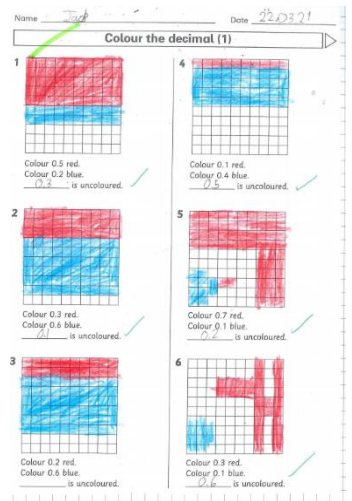 Name Jack Date 22.03.21
Colour the decimal (1)
1
Colour 0.5 red.
Colour 0.2 blue.
0.3 is uncoloured.
2
Colour 0.3 red.
Colour 0.6 blue.
0.1 is uncoloured.
3
Colour 0.2 red.
Colour 0.6 blue.
is uncoloured.
4
Colour 0.1 red.
Colour 0.4 blue.
0.5 is uncoloured.
5
Colour 0.7 red.
Colour 0.1 blue.
0.2 is uncoloured.
6
Colour 0.3 red.
Colour 0.1 blue.
0.6 is uncoloured.